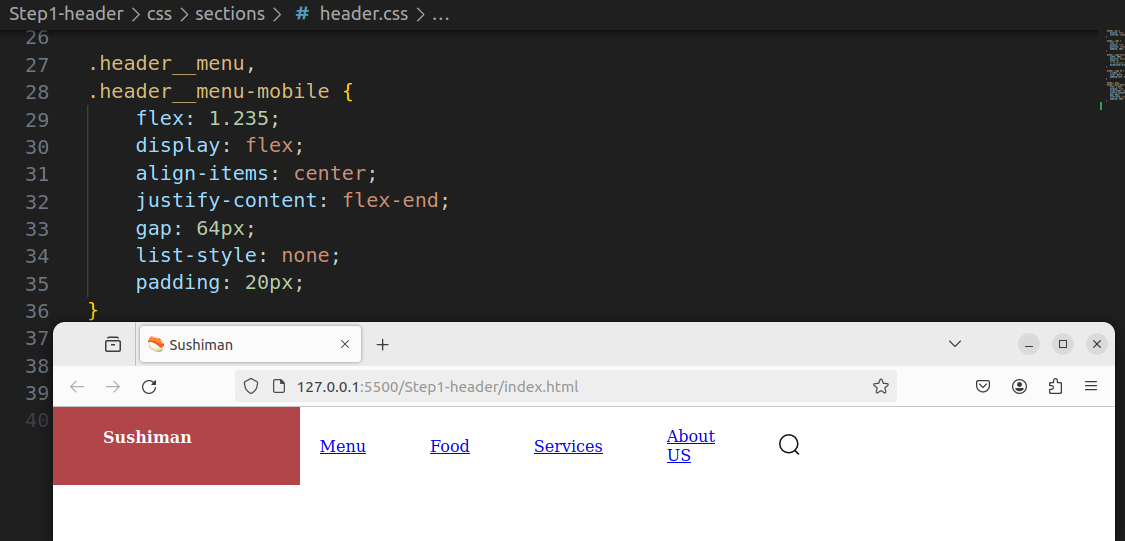 Step1-header > css > sections > # header.css > ...
26
27 .header__menu,
28 .header__menu-mobile {
29 flex: 1.235;
30 display: flex;
31 align-items: center;
32 justify-content: flex-end;
33 gap: 64px;
34 list-style: none;
35 padding: 20px;
36 }
37
38
39
40
Sushiman
127.0.0.1:5500/Step1-header/index.html
Sushiman
Menu
Food
Services
About
US